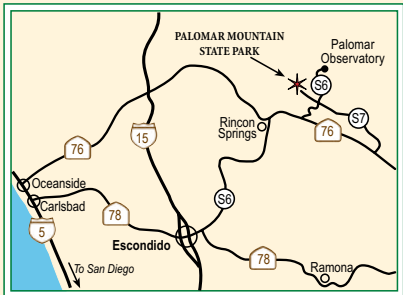 PALOMAR MOUNTAIN
STATE PARK
Palomar
Observatory
S6
S7
76
Rincon
Springs
15
76
Oceanside
Carlsbad
78
S6
5
Escondido
78
To San Diego
Ramona